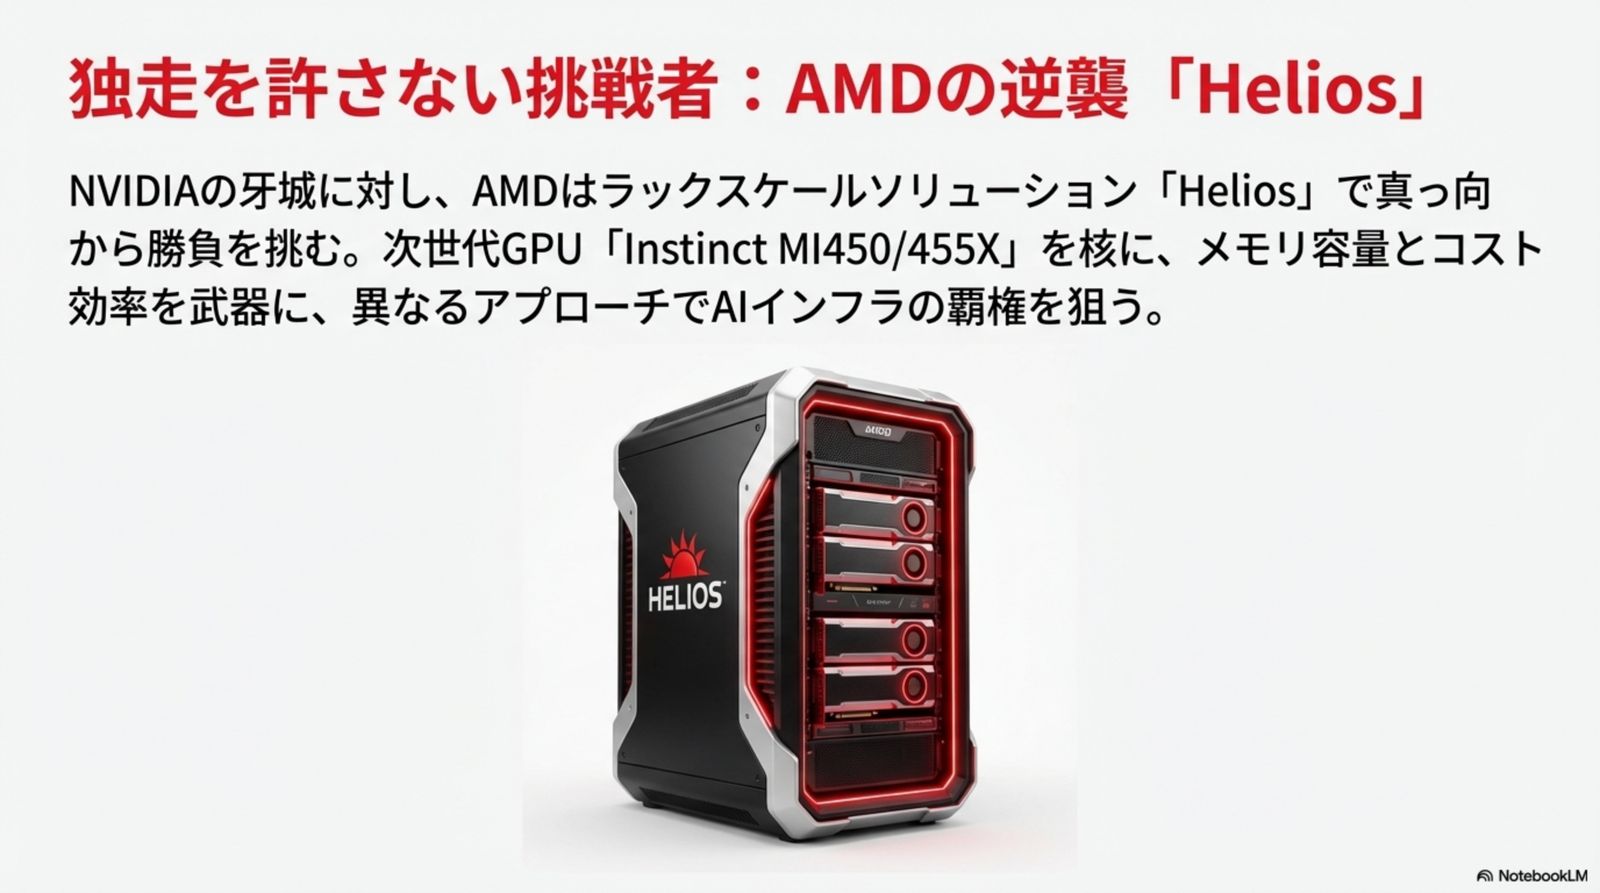 独走を許さない挑戦者：AMDの逆襲「Helios」
NVIDIAの牙城に対し、AMDはラックスケールソリューション「Helios」で真っ向
から勝負を挑む。次世代GPU「Instinct MI450/455X」を核に、メモリ容量とコスト
効率を武器に、異なるアプローチでAIインフラの覇権を狙う。
HELIOS
NotebookLM